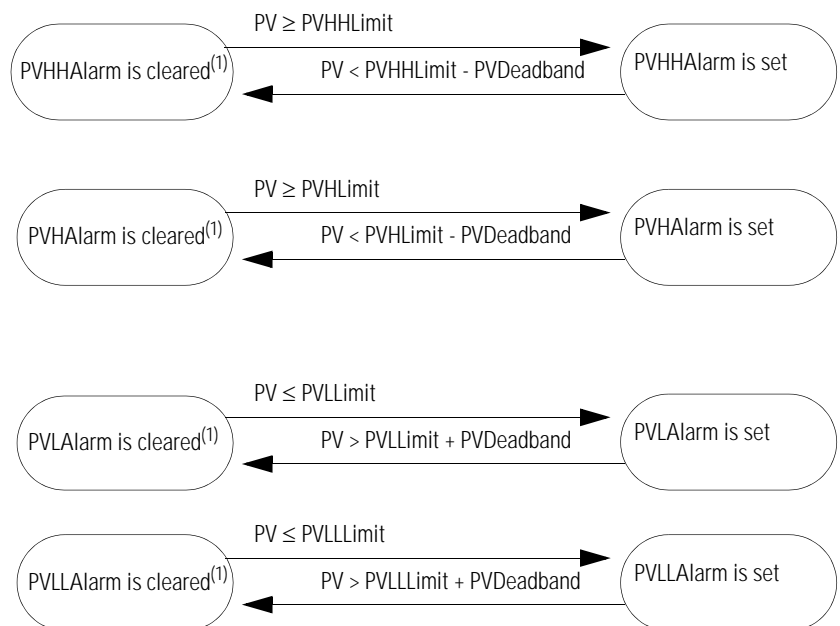 PV ≥ PVHHLimit
PVHHAlarm is cleared(1)
PV < PVHHLimit - PVDeadband
PVHHAlarm is set
PV ≥ PVHLimit
PVHAlarm is cleared(1)
PV < PVHLimit - PVDeadband
PVHAlarm is set
PV ≤ PVLLimit
PVLAlarm is cleared(1)
PV > PVLLimit + PVDeadband
PVLAlarm is set
PV ≤ PVLLLimit
PVLLAlarm is cleared(1)
PV > PVLLLimit + PVDeadband
PVLLAlarm is set